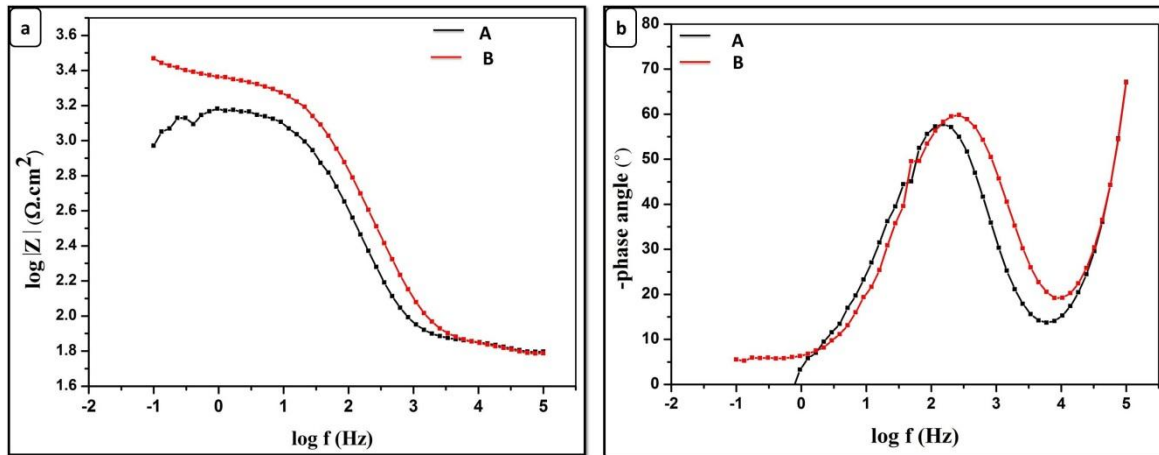 a
A
B
3.6
3.4
3.2
3.0
2.8
2.6
2.4
2.2
2.0
1.8
1.6
log |Z| (Ω.cm²)
-2 -1 0 1 2 3 4 5
log f (Hz)
b
A
B
80
70
60
50
40
30
20
10
0
-phase angle (°)
-2 -1 0 1 2 3 4 5
log f (Hz)